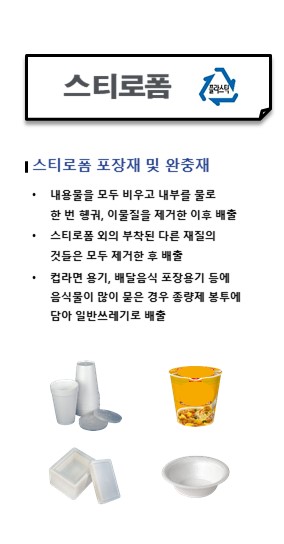 스티로폼
플라스틱
스티로폼 포장재 및 완충재
• 내용물을 모두 비우고 내부를 물로
한 번 헹궈, 이물질을 제거한 이후 배출
• 스티로폼 외의 부착된 다른 재질의
것들은 모두 제거한 후 배출
• 컵라면 용기, 배달음식 포장용기 등에
음식물이 많이 묻은 경우 종량제 봉투에
담아 일반쓰레기로 배출